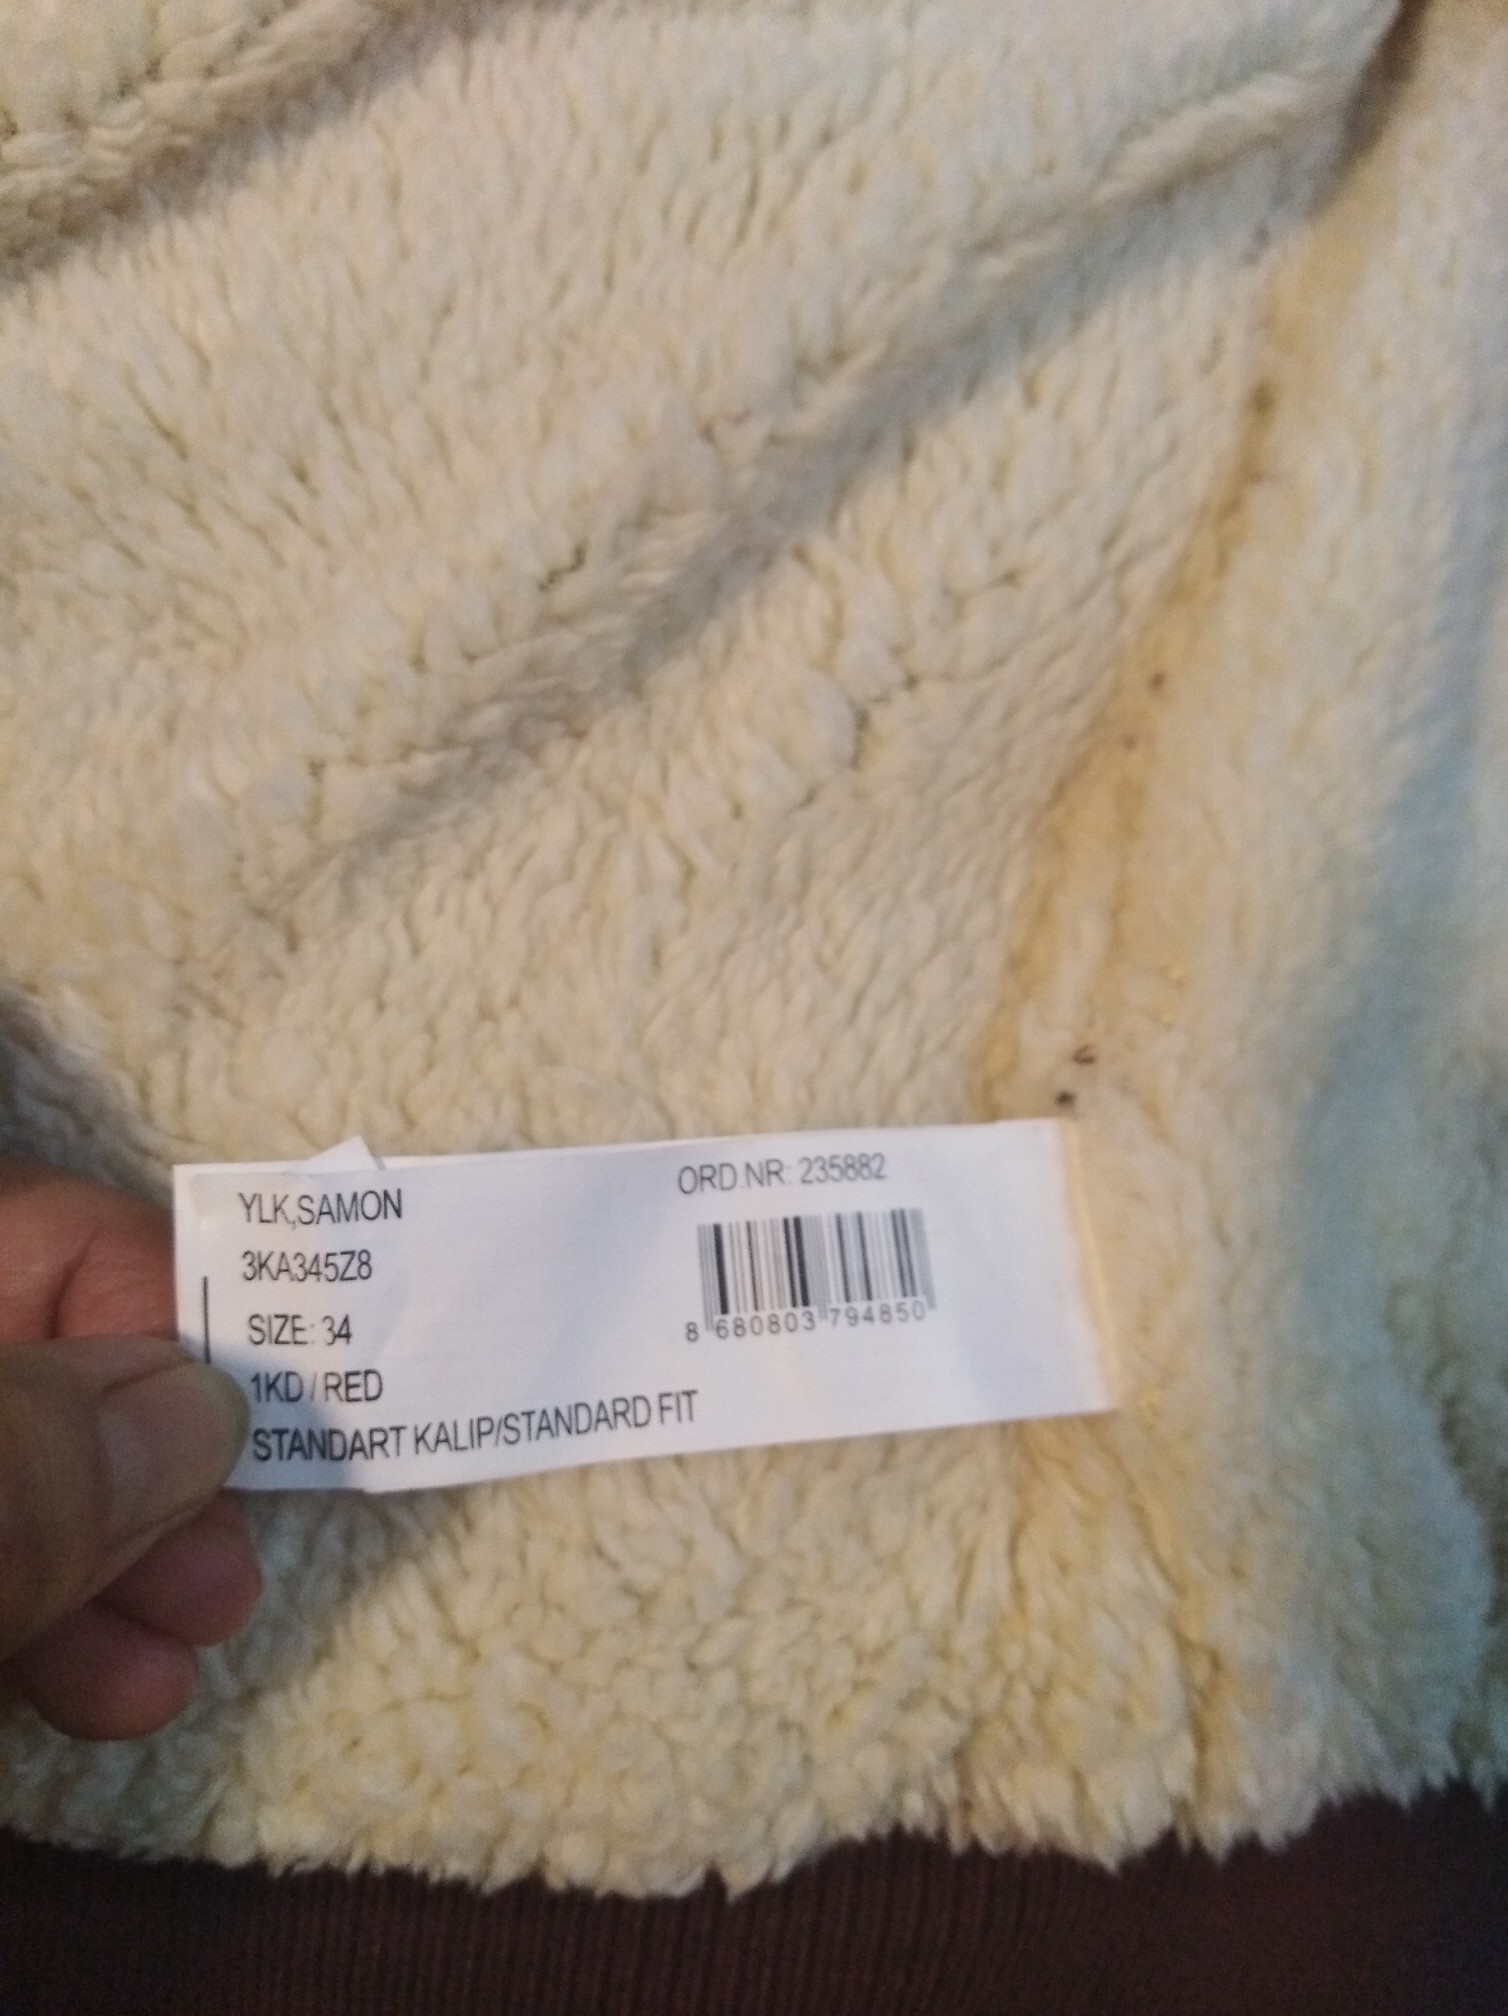 YLK,SAMON
3KA345Z8
SIZE: 34
1KD / RED
STANDART KALIP/STANDARD FIT
ORD.NR: 235882
8 680803 794850